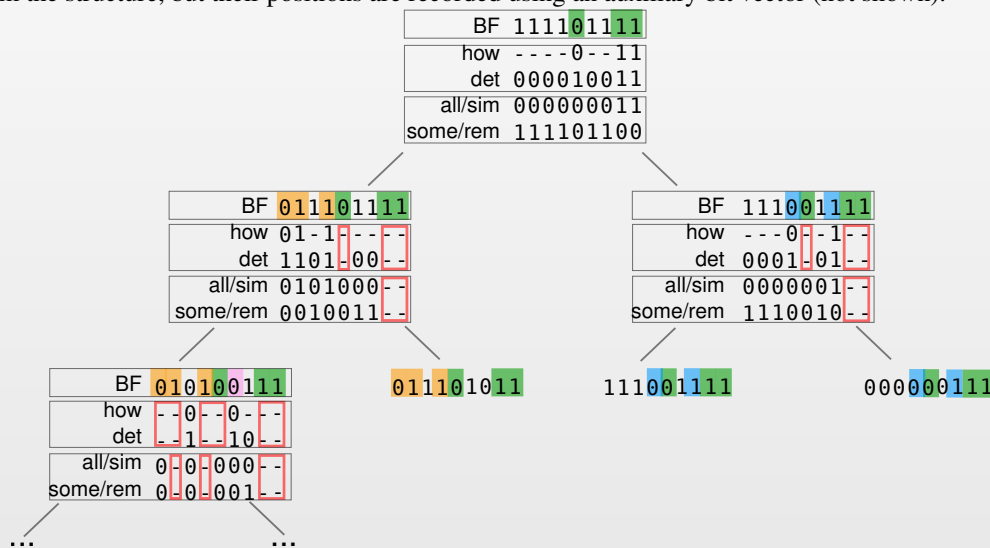 the structure, but their positions are recorded using an auxiliary bit vector (not shown).
BF 111101111
how ----0--11
det 000010011
all/sim 000000011
some/rem 111101100
BF 011101111
how 01-1-----
det 1101-00--
all/sim 0101000--
some/rem 0010011--
BF 111001111
how ---0--1--
det 0001-01--
all/sim 0000001--
some/rem 1110010--
BF 010100111
how --0--0---
det --1--10--
all/sim 0-0-000--
some/rem 0-0-001--
011101011
111001111
000000111
...
...